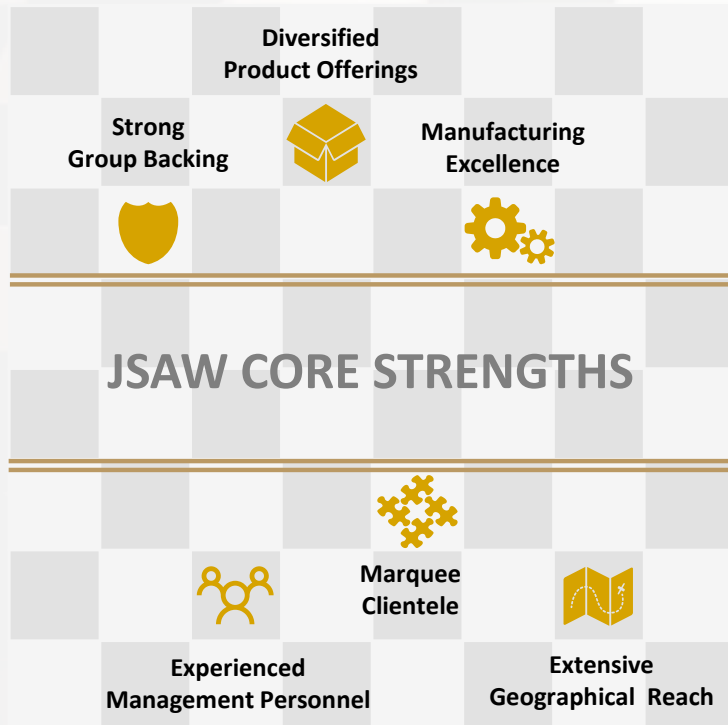 Diversified
Product Offerings
Strong
Group Backing
Manufacturing
Excellence
JSAW CORE STRENGTHS
Marquee
Clientele
Experienced
Management Personnel
Extensive
Geographical Reach